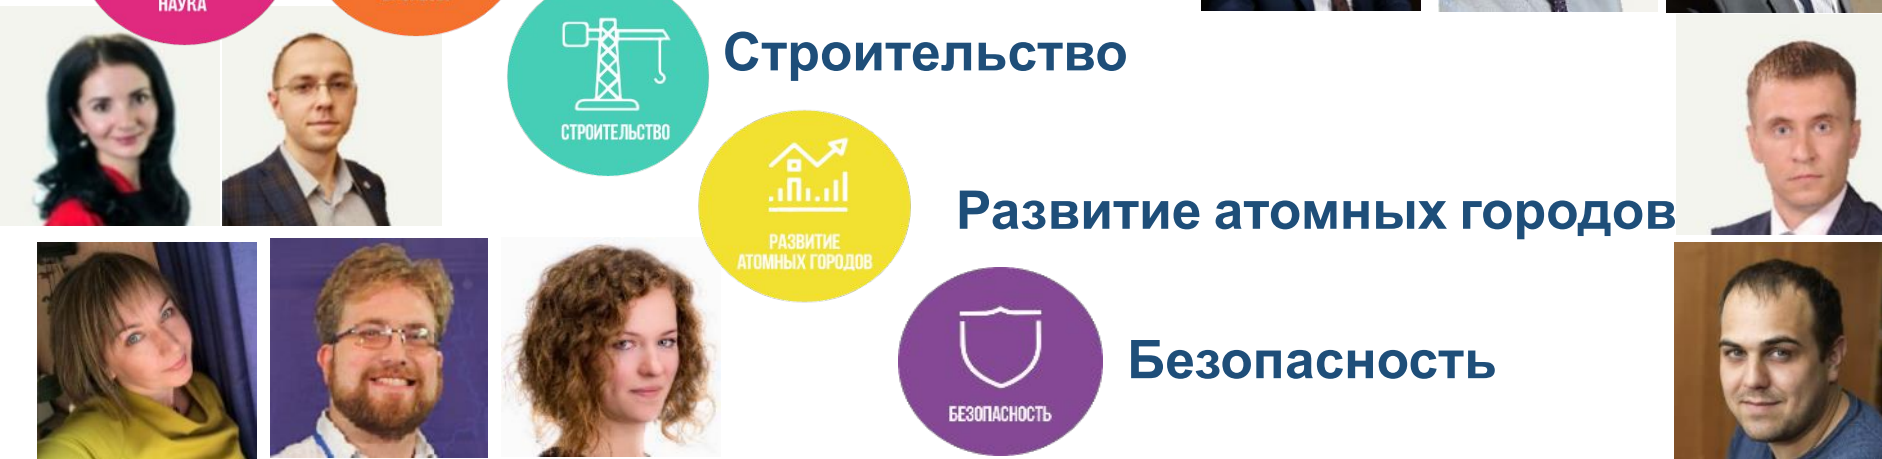 НАУКА
Строительство
СТРОИТЕЛЬСТВО
Развитие атомных городов
РАЗВИТИЕ
АТОМНЫХ ГОРОДОВ
Безопасность
БЕЗОПАСНОСТЬ